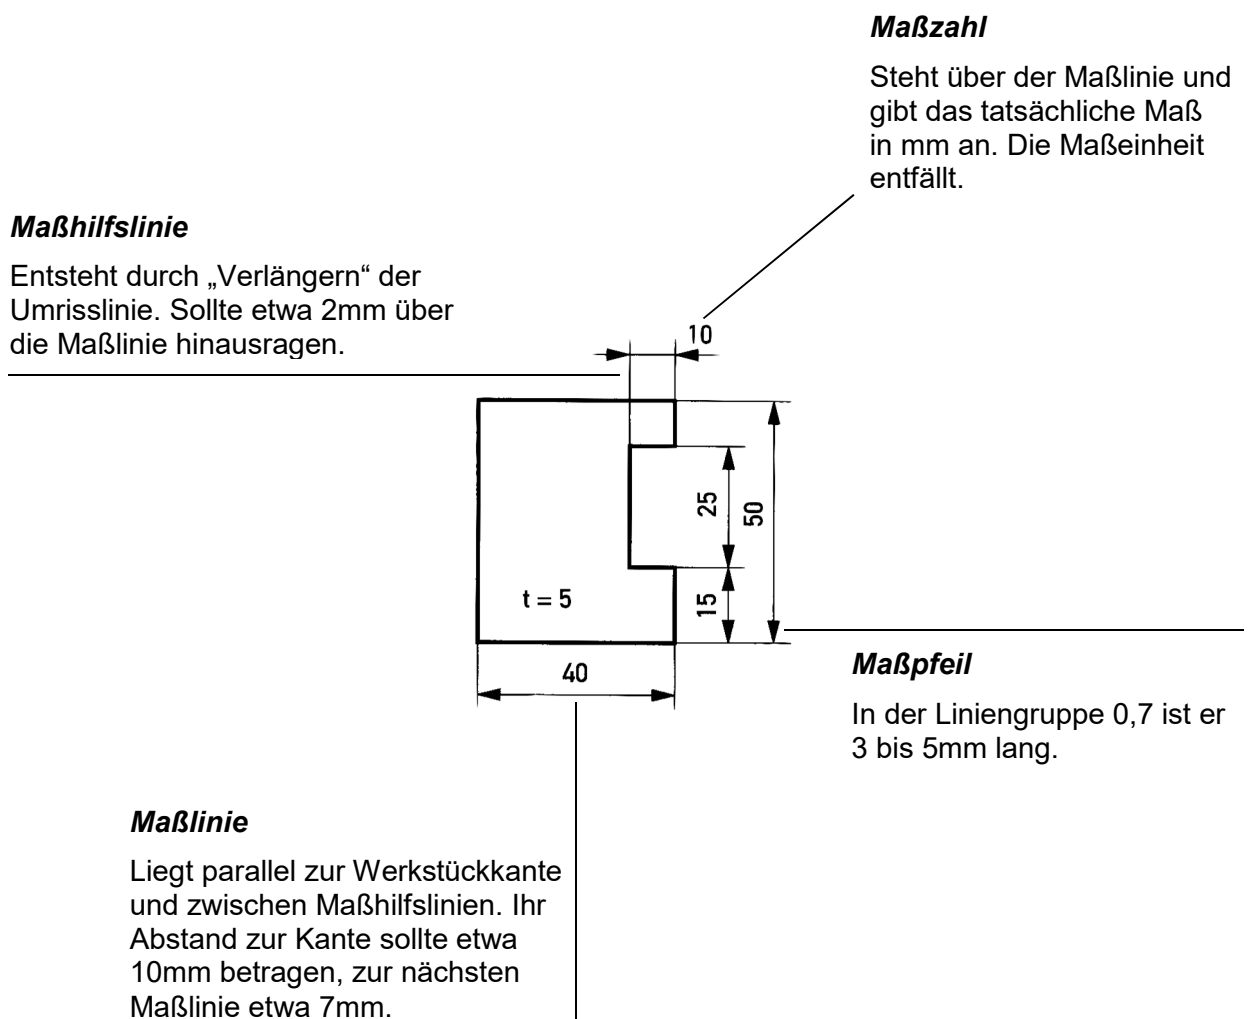 Maßzahl
Steht über der Maßlinie und
gibt das tatsächliche Maß
in mm an. Die Maßeinheit
entfällt.
Maßhilfslinie
Entsteht durch „Verlängern“ der
Umrisslinie. Sollte etwa 2mm über
die Maßlinie hinausragen.
10
25
50
15
t = 5
40
Maßpfeil
In der Liniengruppe 0,7 ist er
3 bis 5mm lang.
Maßlinie
Liegt parallel zur Werkstückkante
und zwischen Maßhilfslinien. Ihr
Abstand zur Kante sollte etwa
10mm betragen, zur nächsten
Maßlinie etwa 7mm.